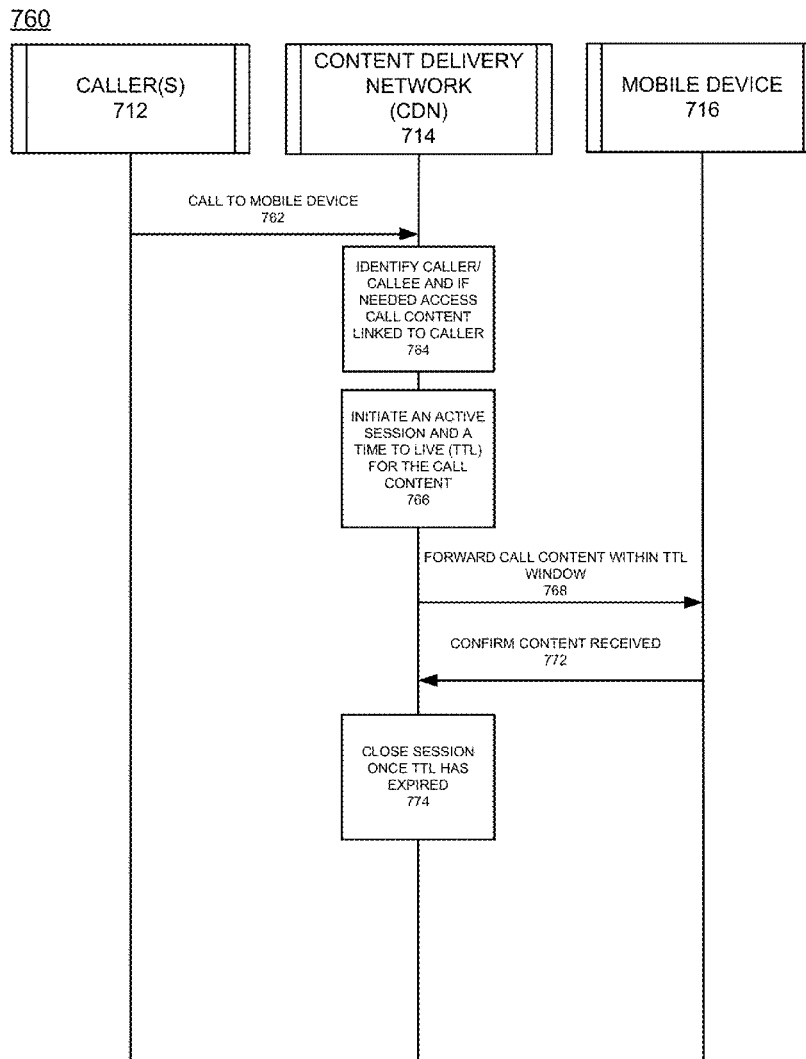 760
CALLER(S)
712
CONTENT DELIVERY
NETWORK
(CDN)
714
MOBILE DEVICE
716
CALL TO MOBILE DEVICE
762
IDENTIFY CALLER/
CALLEE AND IF
NEEDED ACCESS
CALL CONTENT
LINKED TO CALLER
764
INITIATE AN ACTIVE
SESSION AND A
TIME TO LIVE (TTL)
FOR THE CALL
CONTENT
766
FORWARD CALL CONTENT WITHIN TTL
WINDOW
768
CONFIRM CONTENT RECEIVED
772
CLOSE SESSION
ONCE TTL HAS
EXPIRED
774